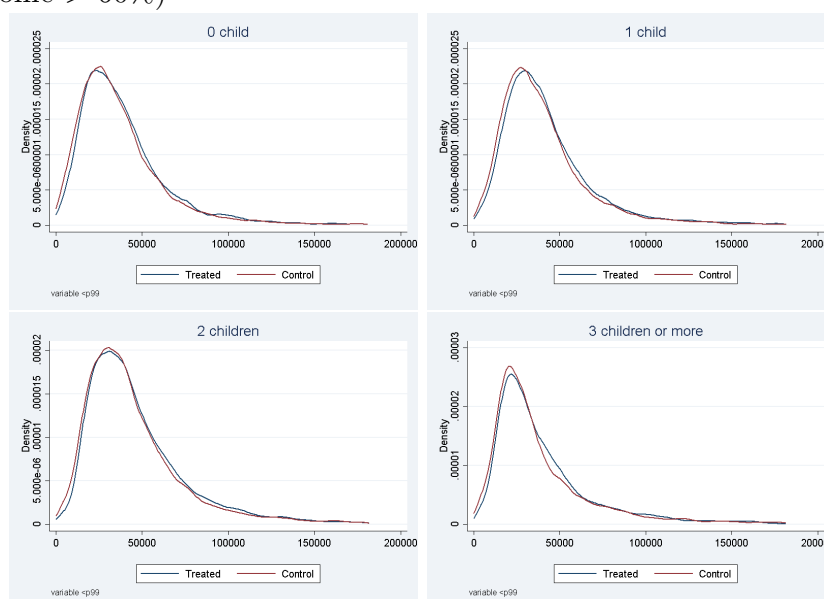 0 child
1 child
Density
0 5.000e-06 .00001 .000015 .00002 .000025
0 50000 100000 150000 200000
Treated Control
variable <p99
Density
0 5.000e-06 .00001 .000015 .00002 .000025
0 50000 100000 150000 20000
Treated Control
variable <p99
2 children
3 children or more
Density
0 5.000e-06 .00001 .000015 .00002
0 50000 100000 150000 200000
Treated Control
variable <p99
Density
0 .00001 .00002 .00003
0 50000 100000 150000 20000
Treated Control
variable <p99